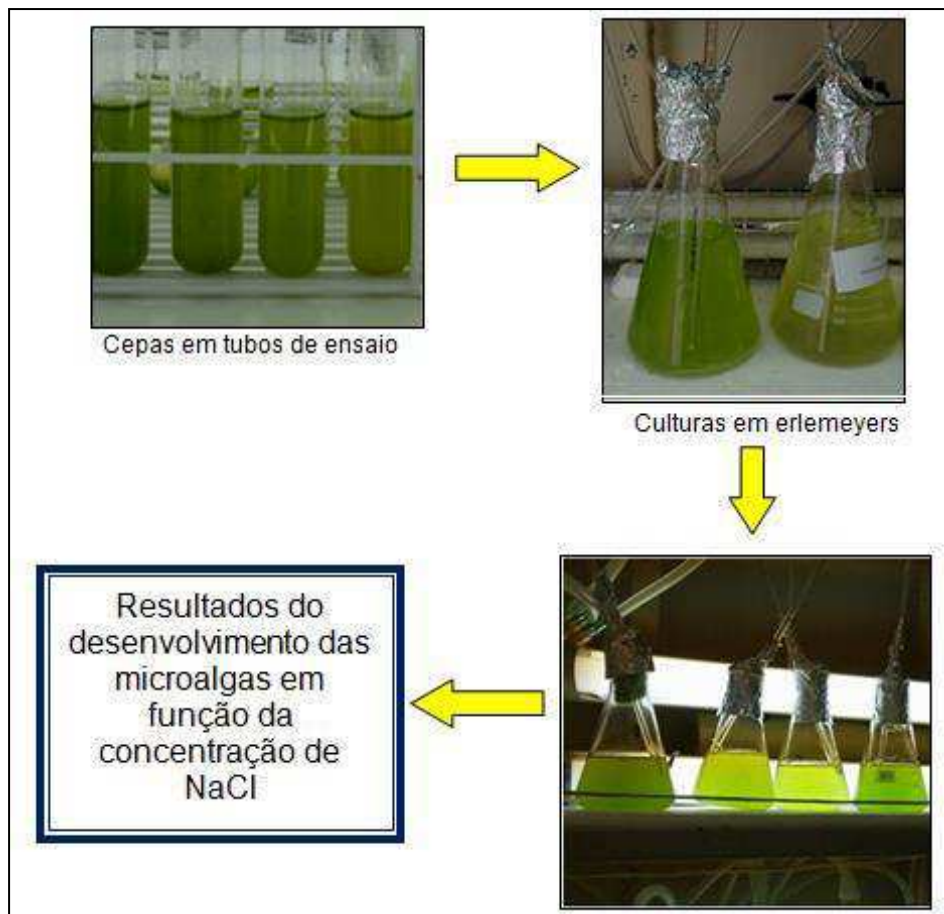 Cepas em tubos de ensaio
Culturas em erlemeyers
Resultados do
desenvolvimento das
microalgas em
função da
concentração de
NaCl